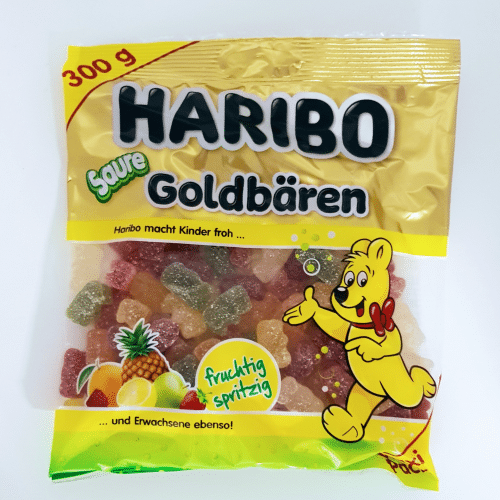 300 g
HARIBO
Saure
Goldbären
Haribo macht Kinder froh ...
fruchtig
spritzig
... und Erwachsene ebenso!